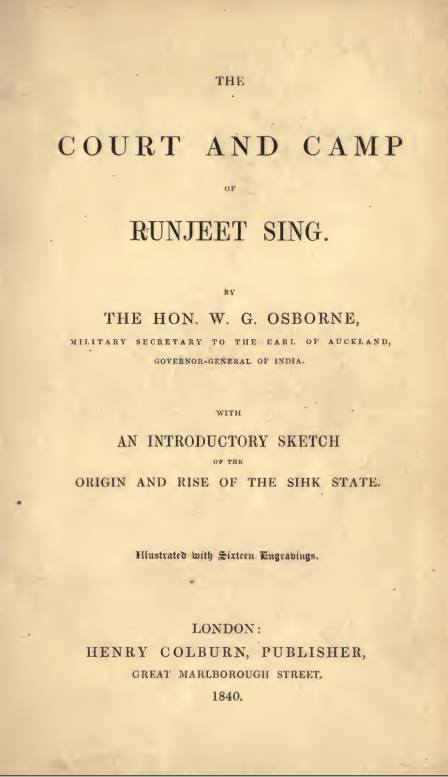 THE
COURT AND CAMP
OF
RUNJEET SING.
BY
THE HON. W. G. OSBORNE,
MILITARY SECRETARY TO THE EARL OF AUCKLAND,
GOVERNOR-GENERAL OF INDIA.
WITH
AN INTRODUCTORY SKETCH
OF THE
ORIGIN AND RISE OF THE SIHK STATE.
Illustrated with Sixteen Engravings.
LONDON:
HENRY COLBURN, PUBLISHER,
GREAT MARLBOROUGH STREET.
1840.